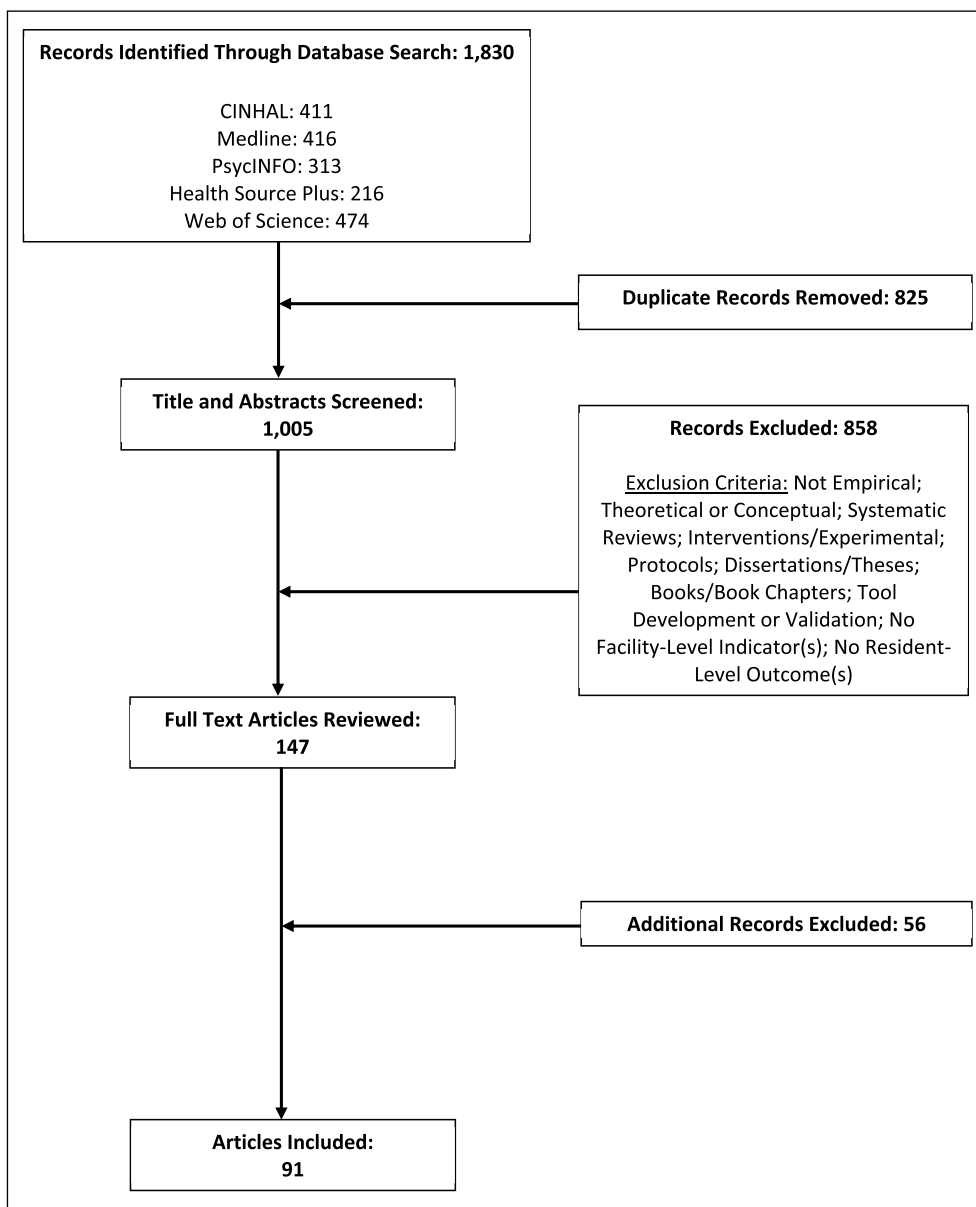 Records Identified Through Database Search: 1,830
CINHAL: 411
Medline: 416
PsycINFO: 313
Health Source Plus: 216
Web of Science: 474
Duplicate Records Removed: 825
Title and Abstracts Screened:
1,005
Records Excluded: 858
Exclusion Criteria: Not Empirical;
Theoretical or Conceptual; Systematic
Reviews; Interventions/Experimental;
Protocols; Dissertations/Theses;
Books/Book Chapters; Tool
Development or Validation; No
Facility-Level Indicator(s); No Resident-
Level Outcome(s)
Full Text Articles Reviewed:
147
Additional Records Excluded: 56
Articles Included:
91